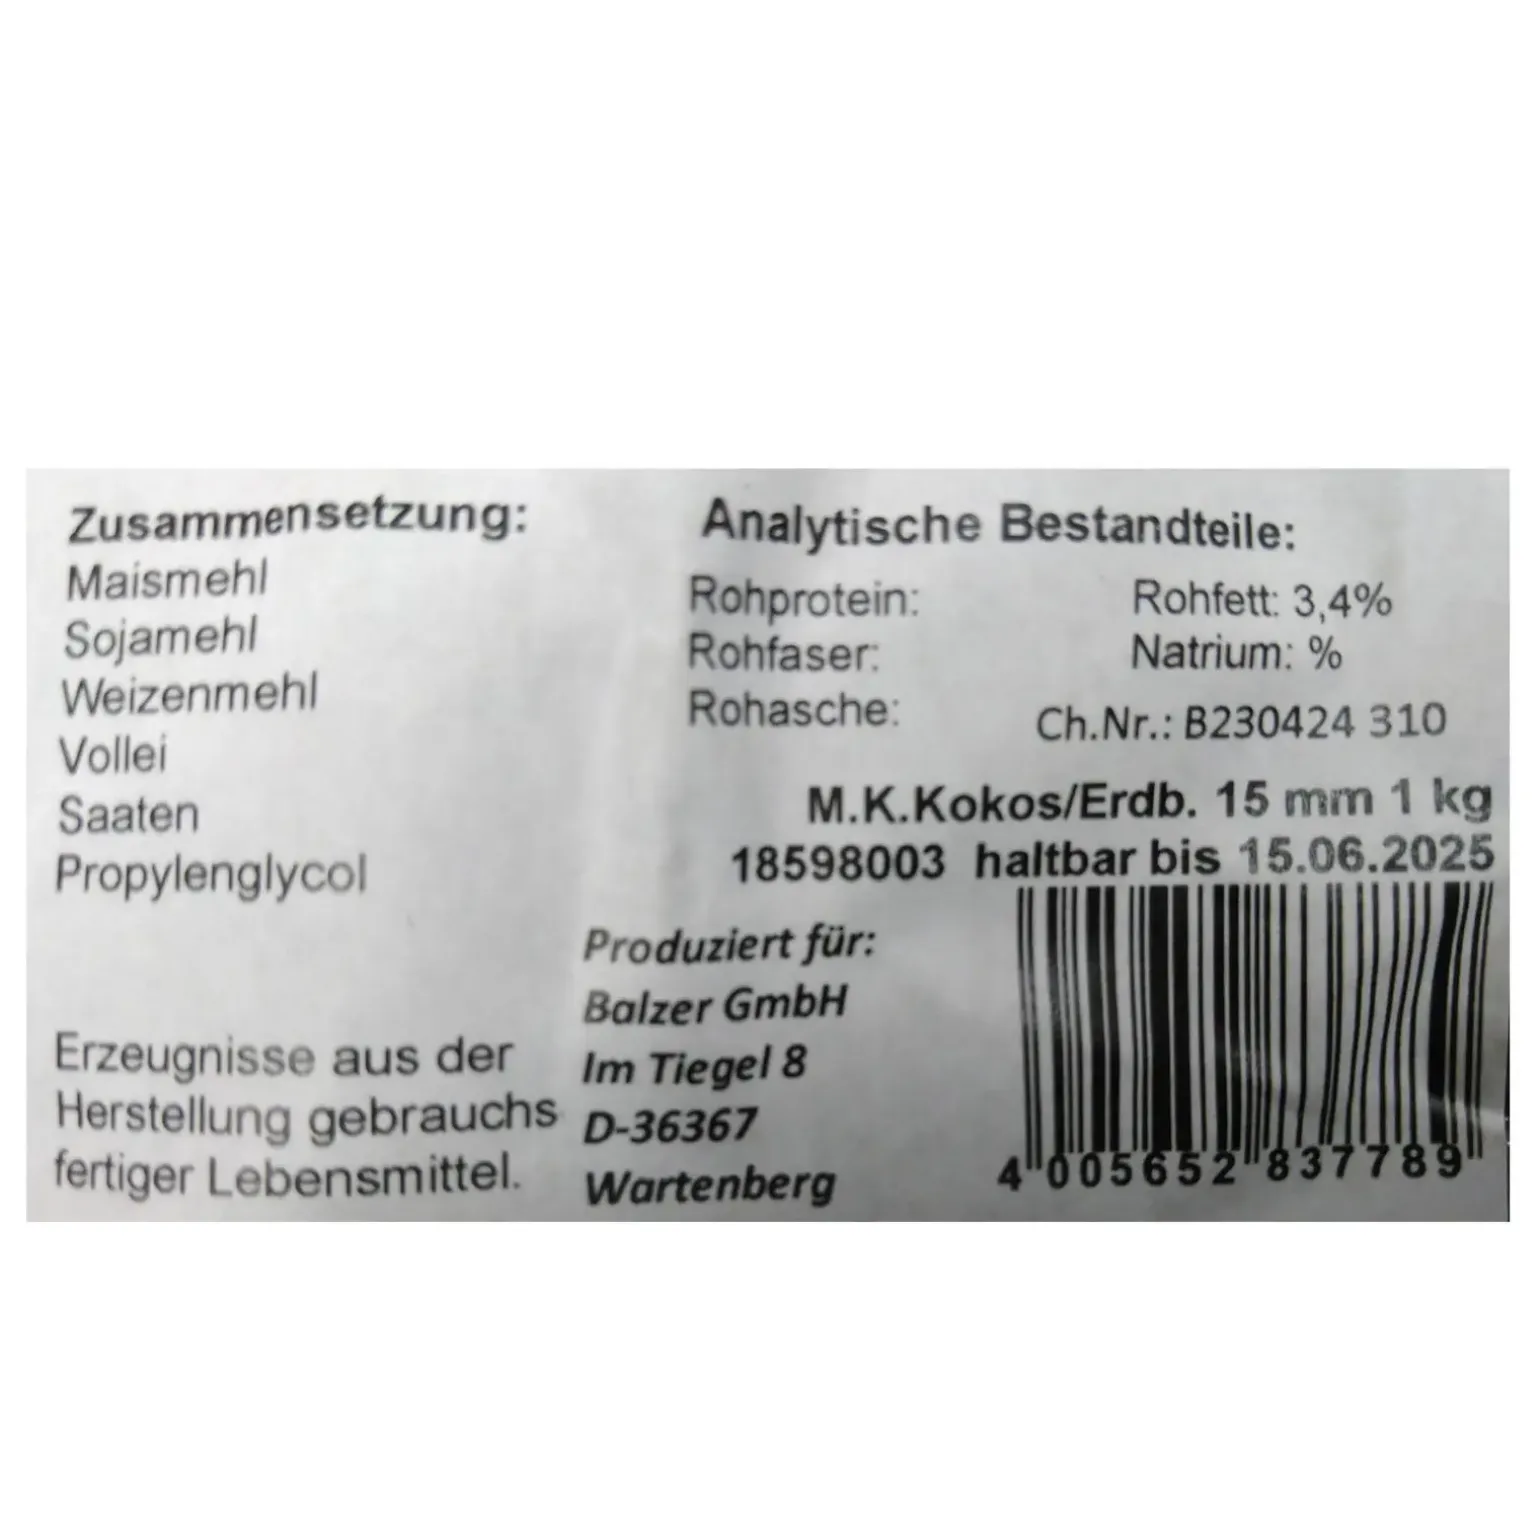 Zusammensetzung:
Maismehl
Sojamehl
Weizenmehl
Vollei
Saaten
Propylenglycol
Erzeugnisse aus der
Herstellung gebrauchs
fertiger Lebensmittel.
Analytische Bestandteile:
Rohprotein:
Rohfett: 3,4%
Rohfaser:
Natrium: %
Rohasche:
Ch.Nr.: B230424 310
M.K.Kokos/Erdb. 15 mm 1 kg
18598003 haltbar bis 15.06.2025
Produziert für:
Balzer GmbH
Im Tiegel 8
D-36367
Wartenberg
4 005652 837789